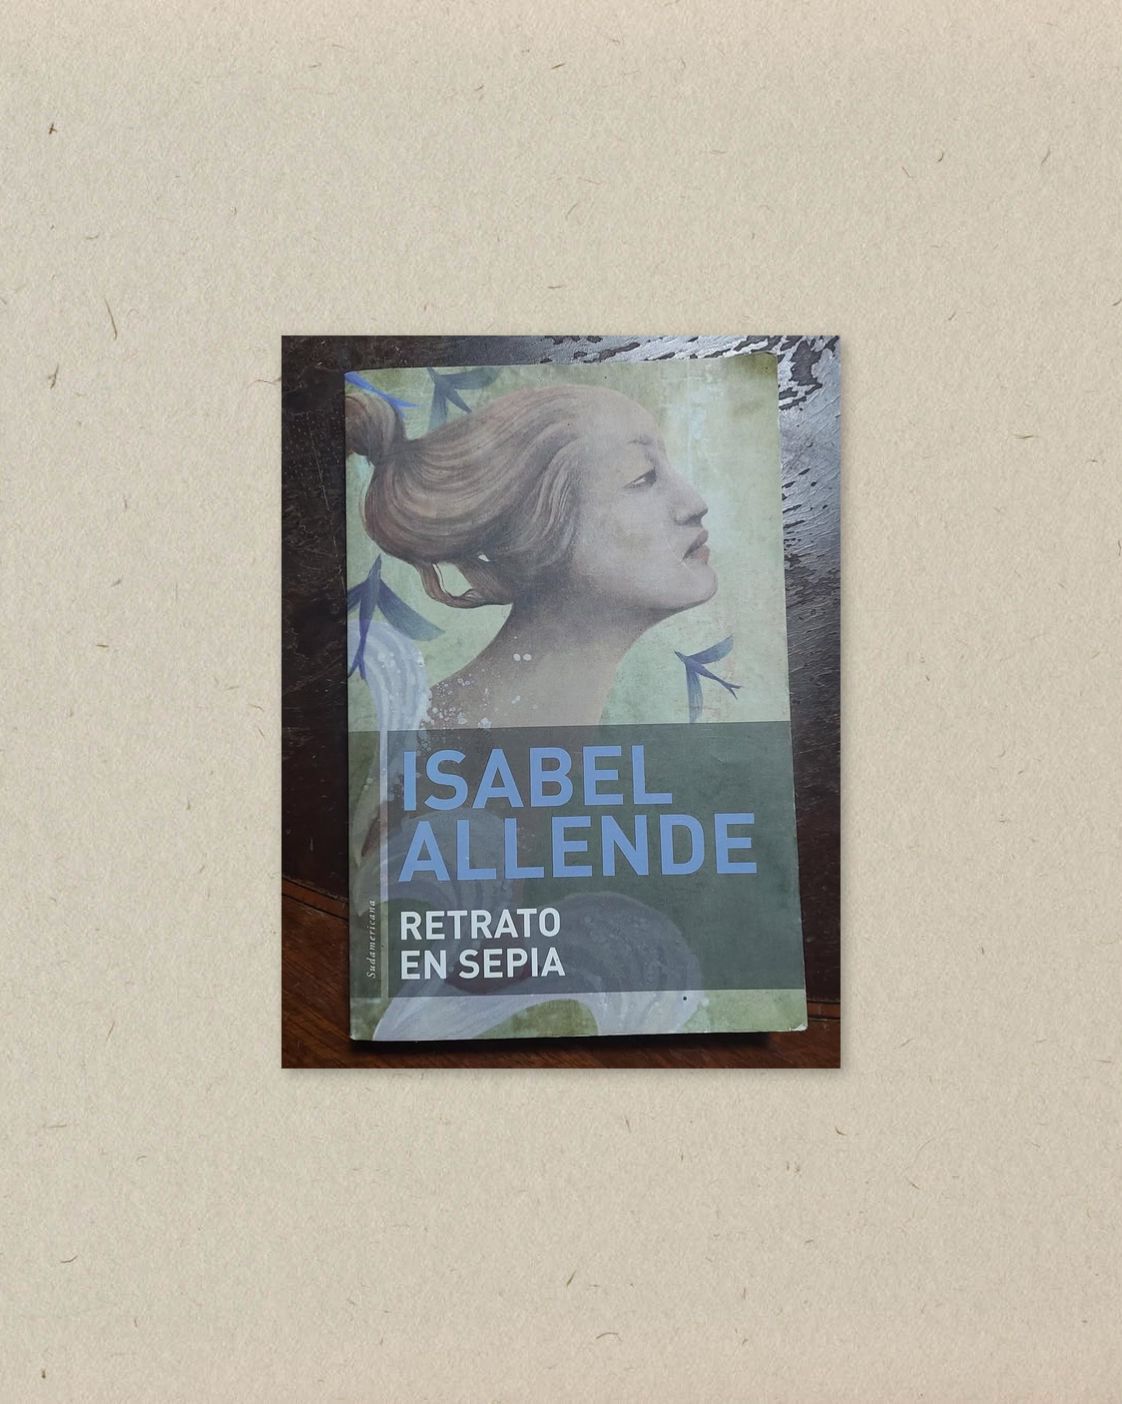 ISABEL
ALLENDE
RETRATO
EN SEPIA
Sudamericana